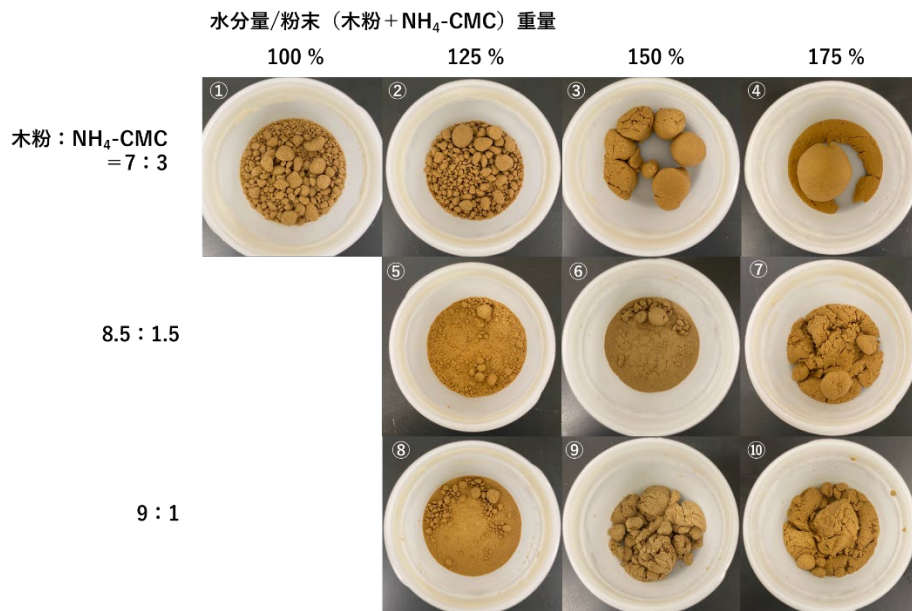 水分量/粉末（木粉＋NH₄-CMC）重量
100 % 125 % 150 % 175 %
① ② ③ ④
木粉：NH₄-CMC
＝7：3
⑤ ⑥ ⑦
8.5：1.5
⑧ ⑨ ⑩
9：1